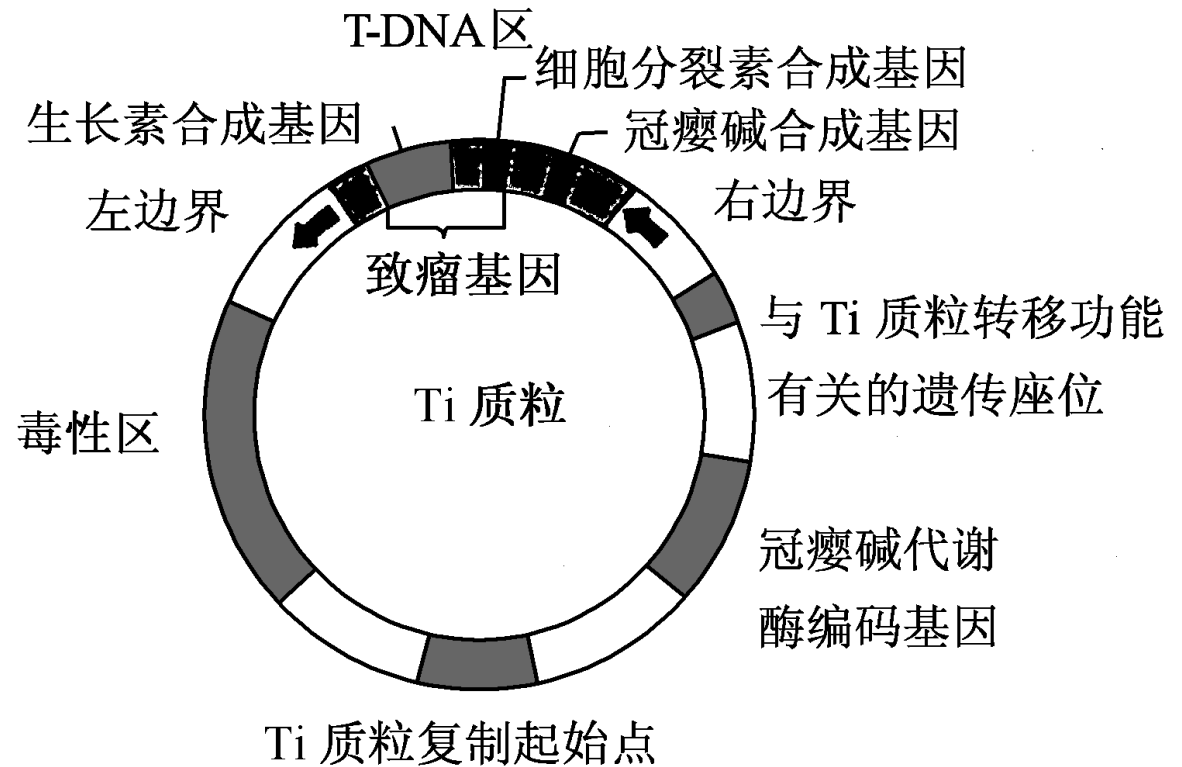 T-DNA区
细胞分裂素合成基因
生长素合成基因
冠瘿碱合成基因
左边界
右边界
致瘤基因
与 Ti 质粒转移功能
有关的遗传座位
Ti 质粒
毒性区
冠瘿碱代谢
酶编码基因
Ti 质粒复制起始点